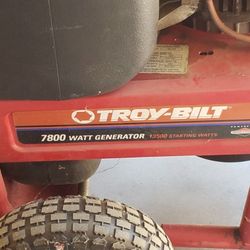 TROY-BILT
7800 WATT GENERATOR 13500 STARTING WATTS